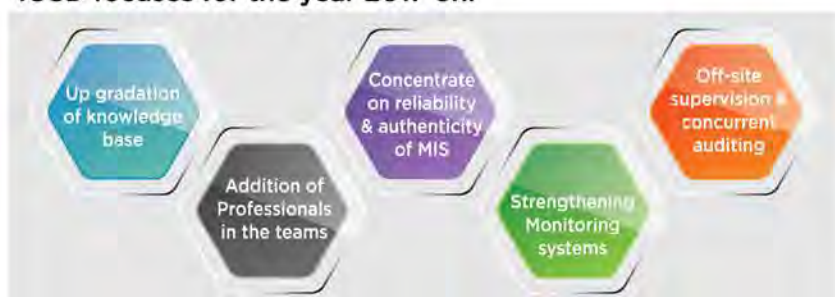 Up gradation
of knowledge
base
Addition of
Professionals
in the teams
Concentrate
on reliability
& authenticity
of MIS
Strengthening
Monitoring
systems
Off-site
supervision &
concurrent
auditing